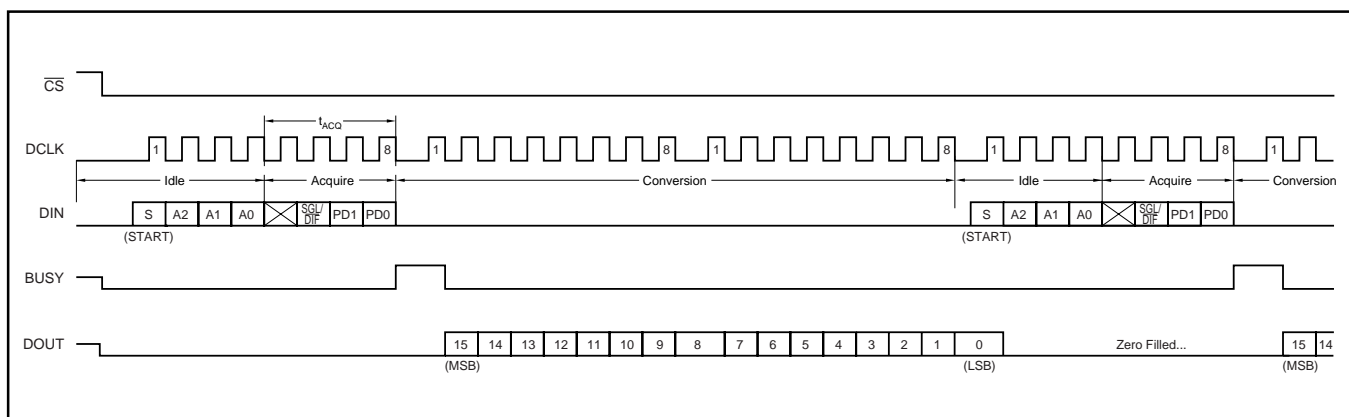 CS
tACQ
DCLK 1 8 1 8 1 8 1 8 1
Idle Acquire Conversion Idle Acquire Conversion
DIN S A2 A1 A0 SGL/DIF PD1 PD0 S A2 A1 A0 SGL/DIF PD1 PD0
(START) (START)
BUSY
DOUT 15 14 13 12 11 10 9 8 7 6 5 4 3 2 1 0 Zero Filled... 15 14
(MSB) (LSB) (MSB)